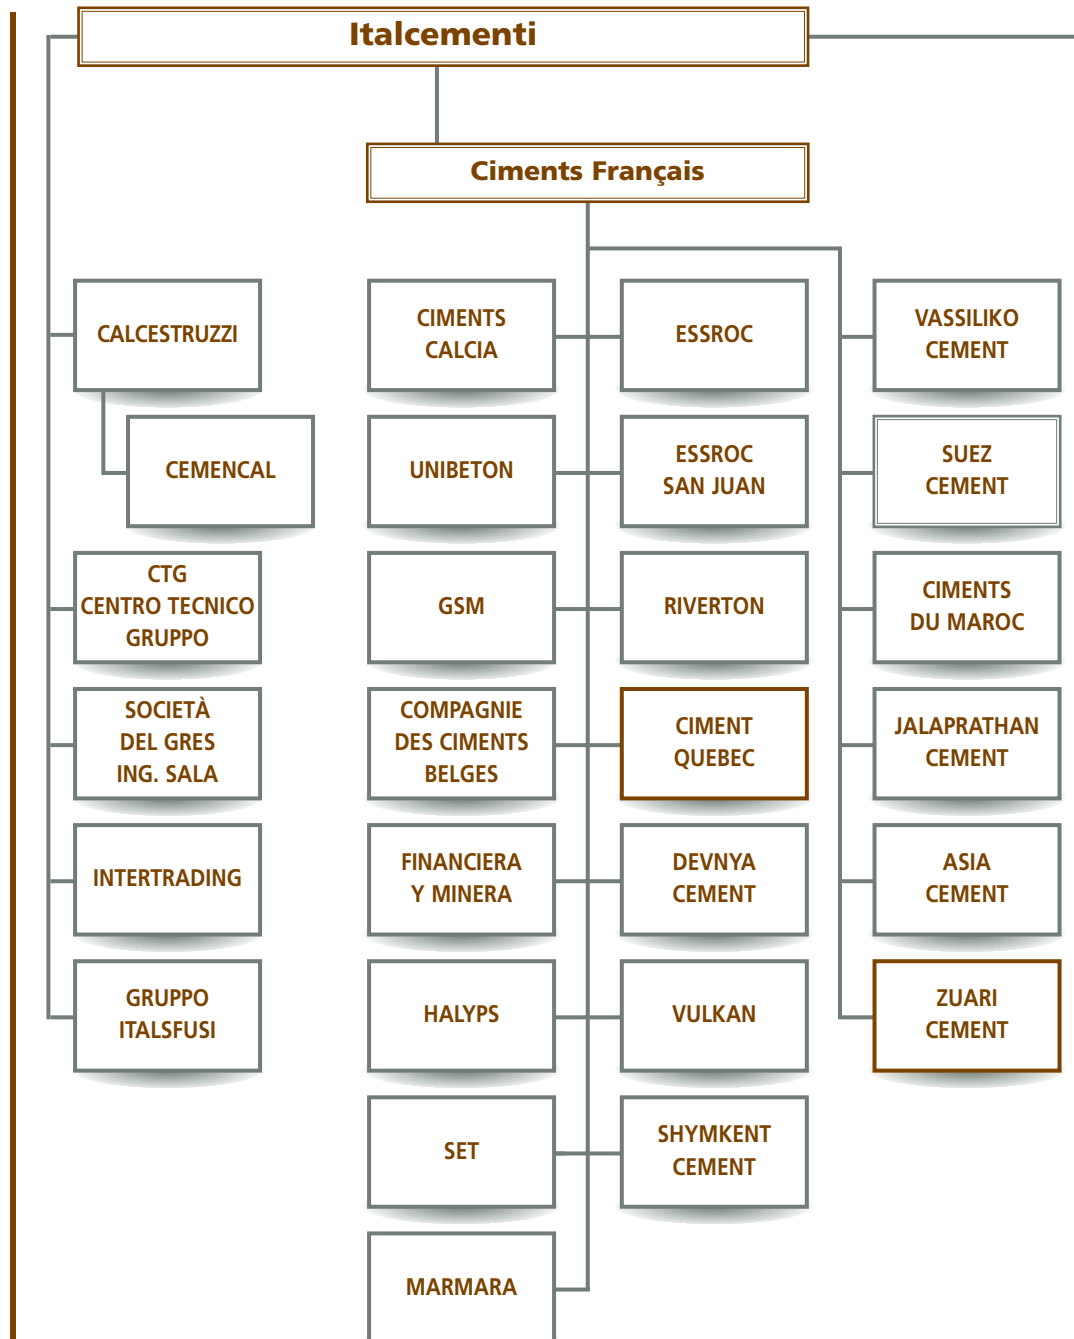 Italcementi
Ciments Français
CALCESTRUZZI
CEMENCAL
CTG
CENTRO TECNICO
GRUPPO
SOCIETÀ
DEL GRES
ING. SALA
INTERTRADING
GRUPPO
ITALSFUSI
CIMENTS
CALCIA
UNIBETON
GSM
COMPAGNIE
DES CIMENTS
BELGES
FINANCIERA
Y MINERA
HALYPS
SET
MARMARA
ESSROC
ESSROC
SAN JUAN
RIVERTON
CIMENT
QUEBEC
DEVNYA
CEMENT
VULKAN
SHYMKENT
CEMENT
VASSILIKO
CEMENT
SUEZ
CEMENT
CIMENTS
DU MAROC
JALAPRATHAN
CEMENT
ASIA
CEMENT
ZUARI
CEMENT